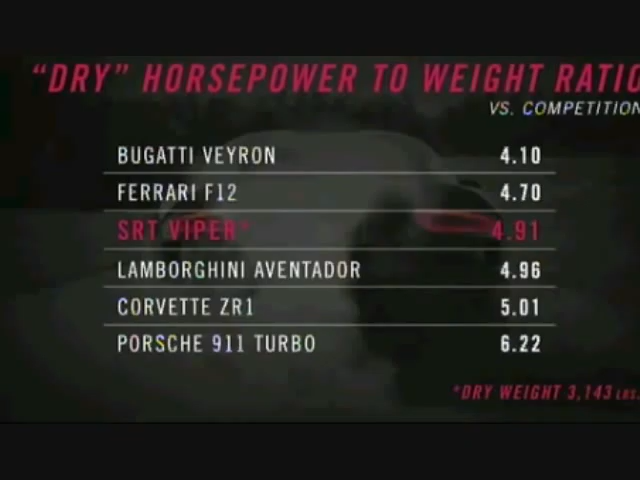 “DRY” HORSEPOWER TO WEIGHT RATIO
VS. COMPETITION
BUGATTI VEYRON 4.10
FERRARI F12 4.70
SRT VIPER* 4.91
LAMBORGHINI AVENTADOR 4.96
CORVETTE ZR1 5.01
PORSCHE 911 TURBO 6.22
*DRY WEIGHT 3,143 LBS.